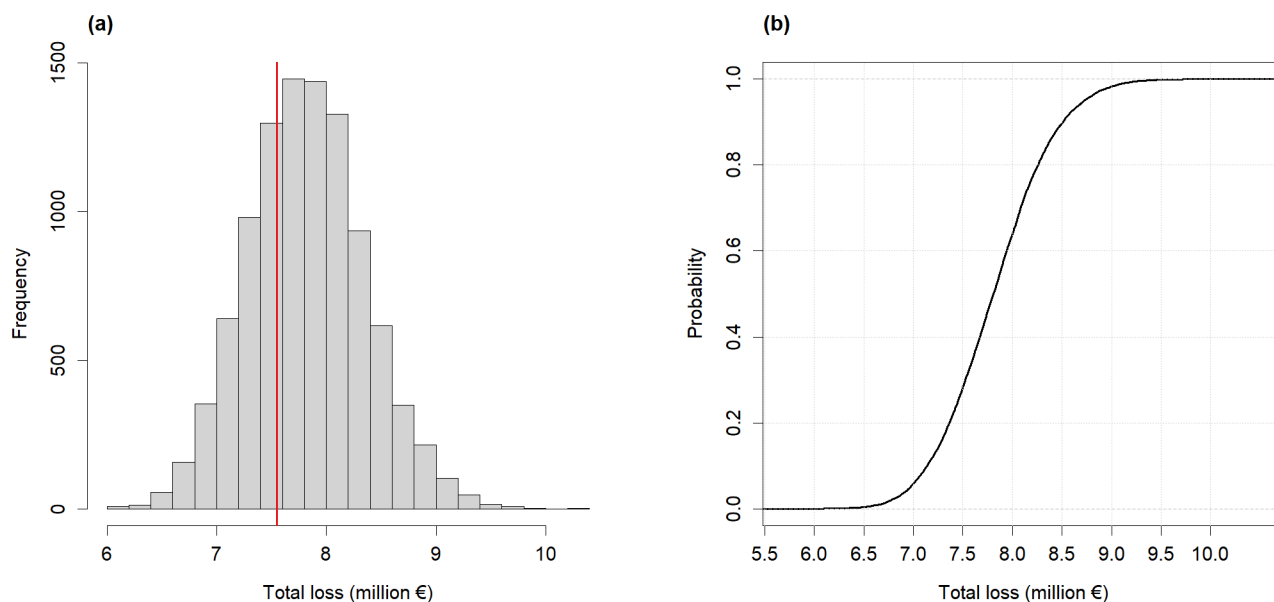 (a)
Frequency
1500
1000
500
0
6 7 8 9 10
Total loss (million €)
(b)
Probability
1.0
0.8
0.6
0.4
0.2
0.0
5.5 6.0 6.5 7.0 7.5 8.0 8.5 9.0 9.5 10.0
Total loss (million €)